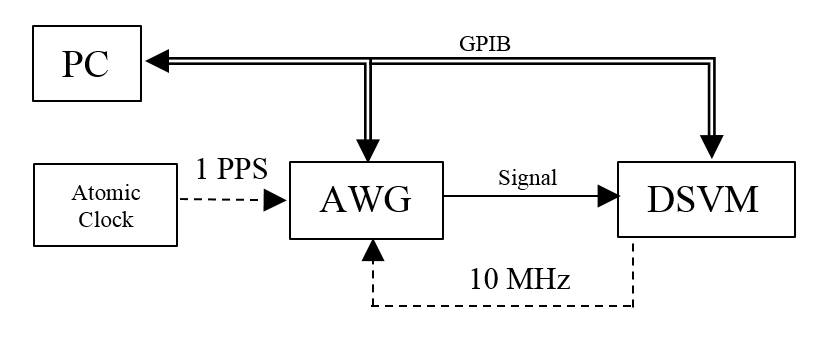 GPIB
PC
1 PPS
Atomic
Clock
AWG
Signal
DSVM
10 MHz